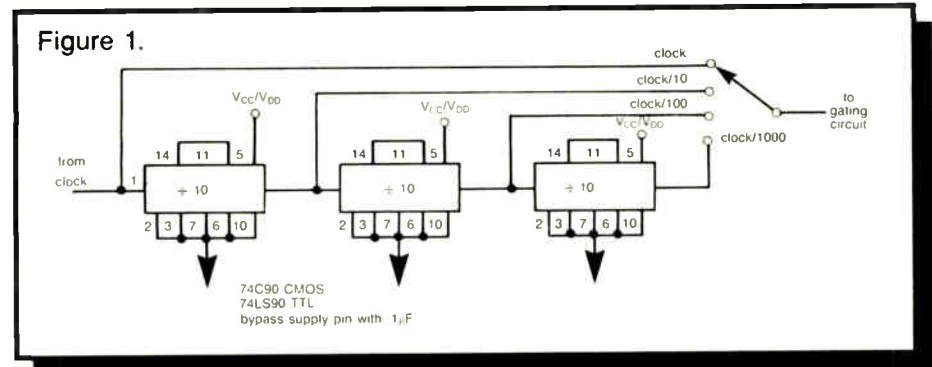 Figure 1.
clock
clock/10
clock/100
clock/1000
to
gating
circuit
VCC/VDD
VCC/VDD
VCC/VDD
from
clock
1
14 11 5
÷ 10
2 3 7 6 10
14 11 5
÷ 10
2 3 7 6 10
14 11 5
÷ 10
2 3 7 6 10
74C90 CMOS
74LS90 TTL
bypass supply pin with .1µF